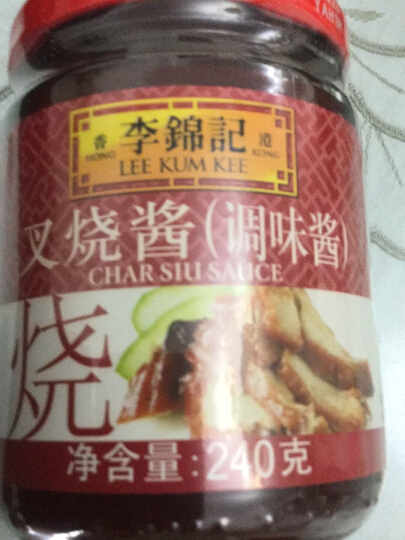 香 李錦記 港
HONG LEE KUM KEE KONG
叉烧酱(调味酱)
CHAR SIU SAUCE
烧
净含量:240克